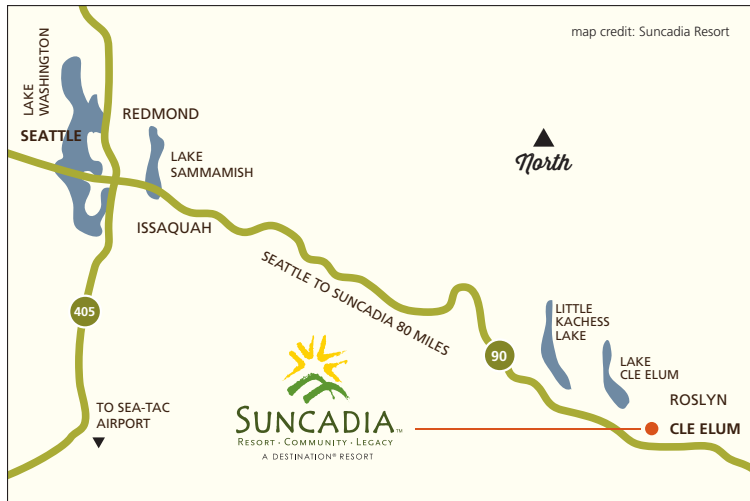 map credit: Suncadia Resort
LAKE
WASHINGTON
REDMOND
SEATTLE
LAKE
SAMMAMISH
North
ISSAQUAH
SEATTLE TO SUNCADIA 80 MILES
405
LITTLE
KACHESS
LAKE
90
LAKE
CLE ELUM
ROSLYN
TO SEA-TAC
AIRPORT
SUNCADIA™
RESORT · COMMUNITY · LEGACY
A DESTINATION® RESORT
CLE ELUM